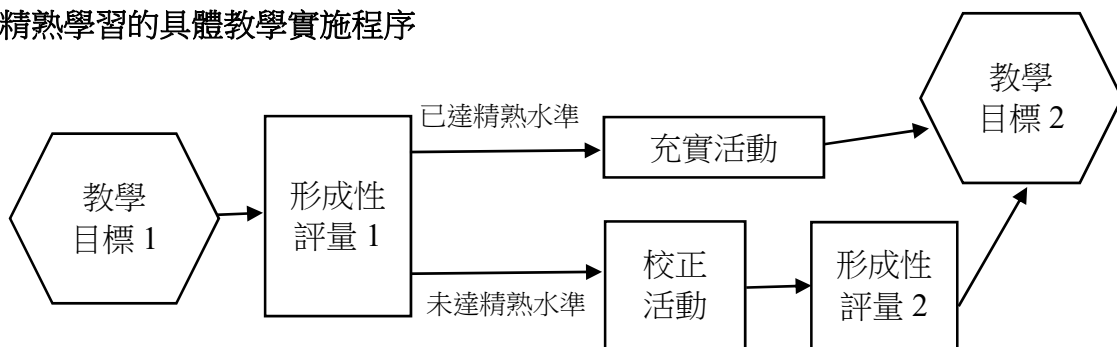 精熟學習的具體教學實施程序
教學
目標 1
形成性
評量 1
已達精熟水準
充實活動
教學
目標 2
未達精熟水準
校正
活動
形成性
評量 2